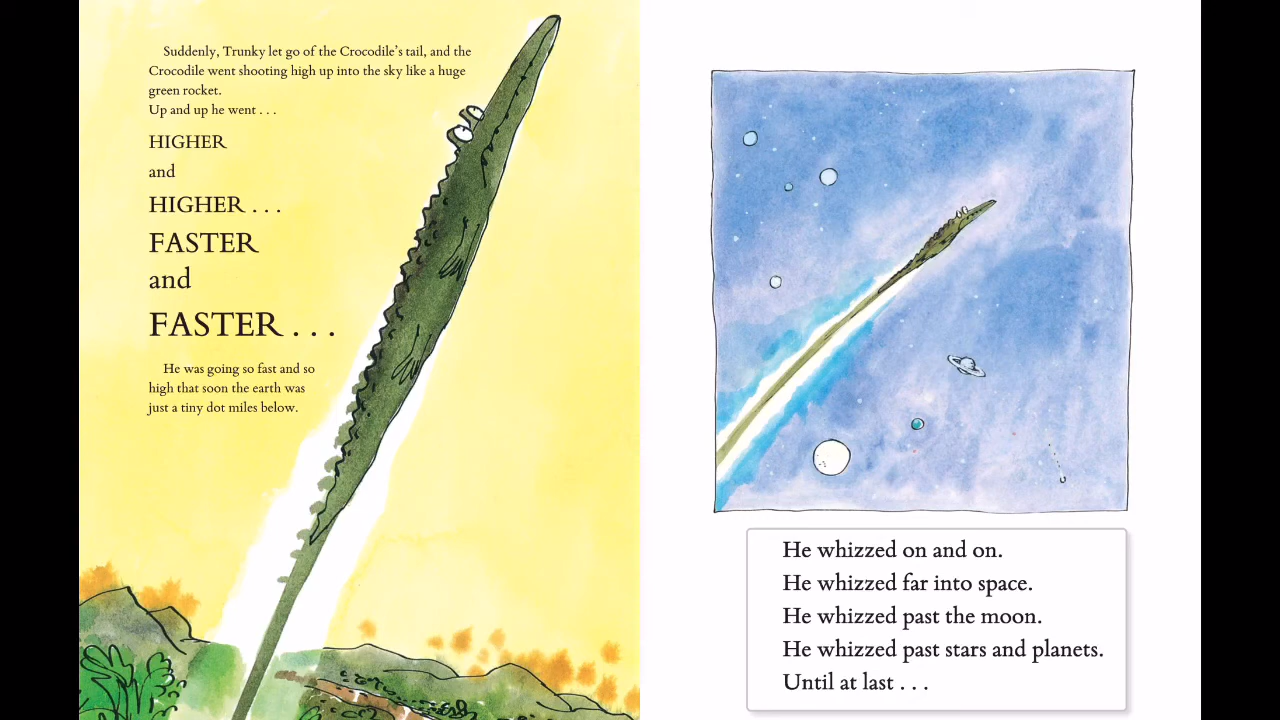 Suddenly, Trunky let go of the Crocodile's tail, and the
Crocodile went shooting high up into the sky like a huge
green rocket.
Up and up he went . . .
HIGHER
and
HIGHER . . .
FASTER
and
FASTER . . .
He was going so fast and so
high that soon the earth was
just a tiny dot miles below.
He whizzed on and on.
He whizzed far into space.
He whizzed past the moon.
He whizzed past stars and planets.
Until at last . . .